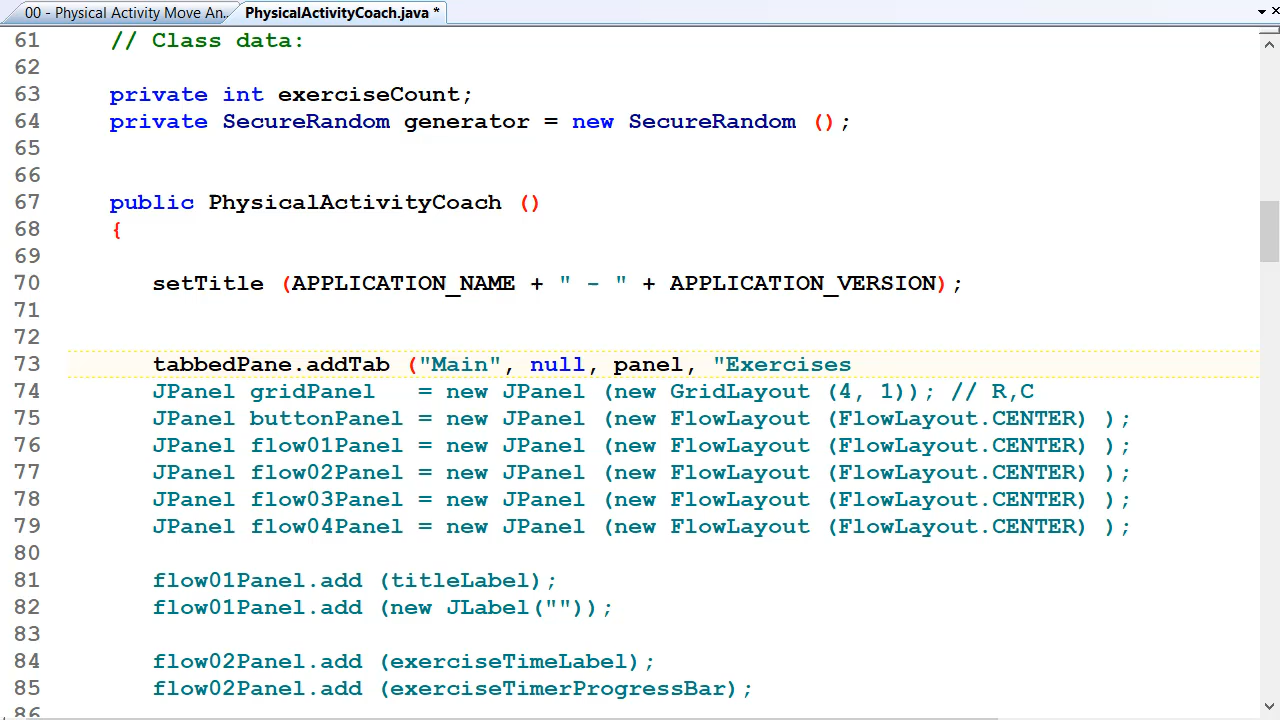 00 - Physical Activity Move An.. PhysicalActivityCoach.java *
61 // Class data:
62
63 private int exerciseCount;
64 private SecureRandom generator = new SecureRandom ();
65
66
67 public PhysicalActivityCoach ()
68 {
69
70 setTitle (APPLICATION_NAME + " - " + APPLICATION_VERSION);
71
72
73 tabbedPane.addTab ("Main", null, panel, "Exercises
74 JPanel gridPanel = new JPanel (new GridLayout (4, 1)); // R,C
75 JPanel buttonPanel = new JPanel (new FlowLayout (FlowLayout.CENTER) );
76 JPanel flow01Panel = new JPanel (new FlowLayout (FlowLayout.CENTER) );
77 JPanel flow02Panel = new JPanel (new FlowLayout (FlowLayout.CENTER) );
78 JPanel flow03Panel = new JPanel (new FlowLayout (FlowLayout.CENTER) );
79 JPanel flow04Panel = new JPanel (new FlowLayout (FlowLayout.CENTER) );
80
81 flow01Panel.add (titleLabel);
82 flow01Panel.add (new JLabel(""));
83
84 flow02Panel.add (exerciseTimeLabel);
85 flow02Panel.add (exerciseTimerProgressBar);
86